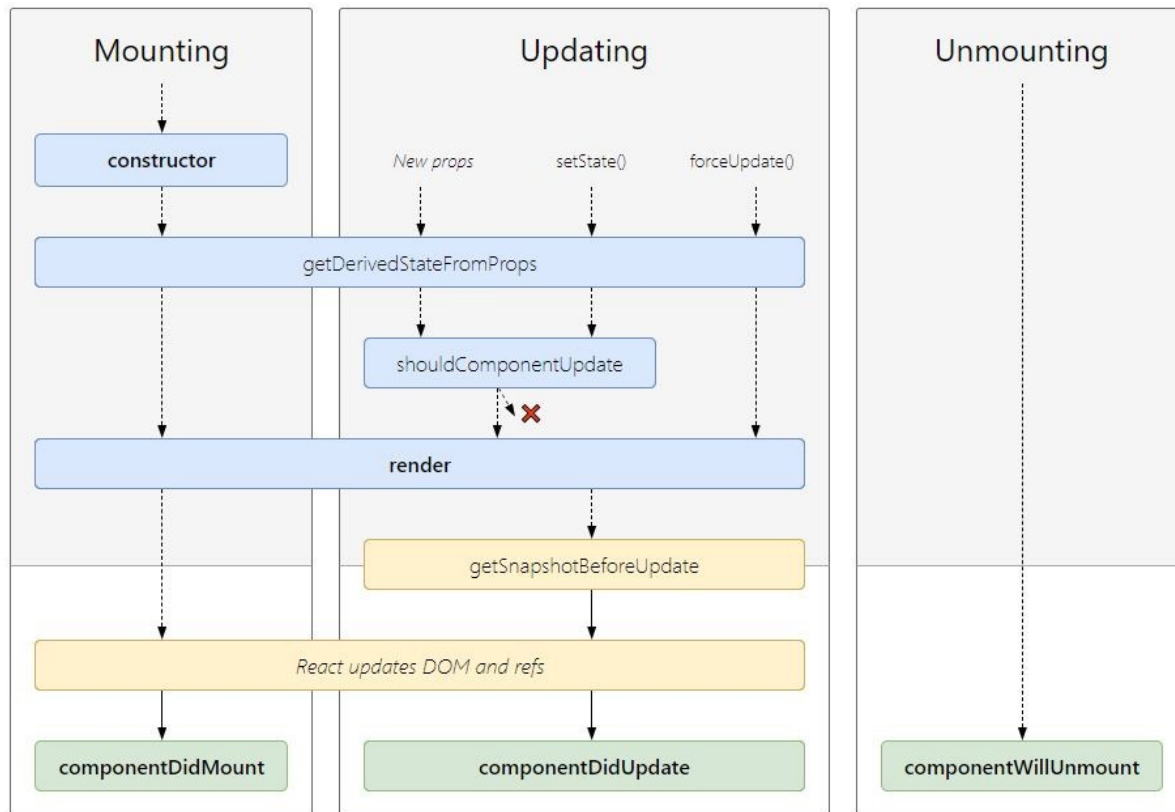 Mounting
Updating
Unmounting
constructor
New props
setState()
forceUpdate()
getDerivedStateFromProps
shouldComponentUpdate
render
getSnapshotBeforeUpdate
React updates DOM and refs
componentDidMount
componentDidUpdate
componentWillUnmount